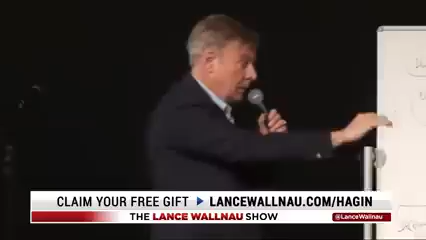 CLAIM YOUR FREE GIFT ▶ LANCEWALLNAU.COM/HAGIN
THE LANCE WALLNAU SHOW
@LanceWallnau